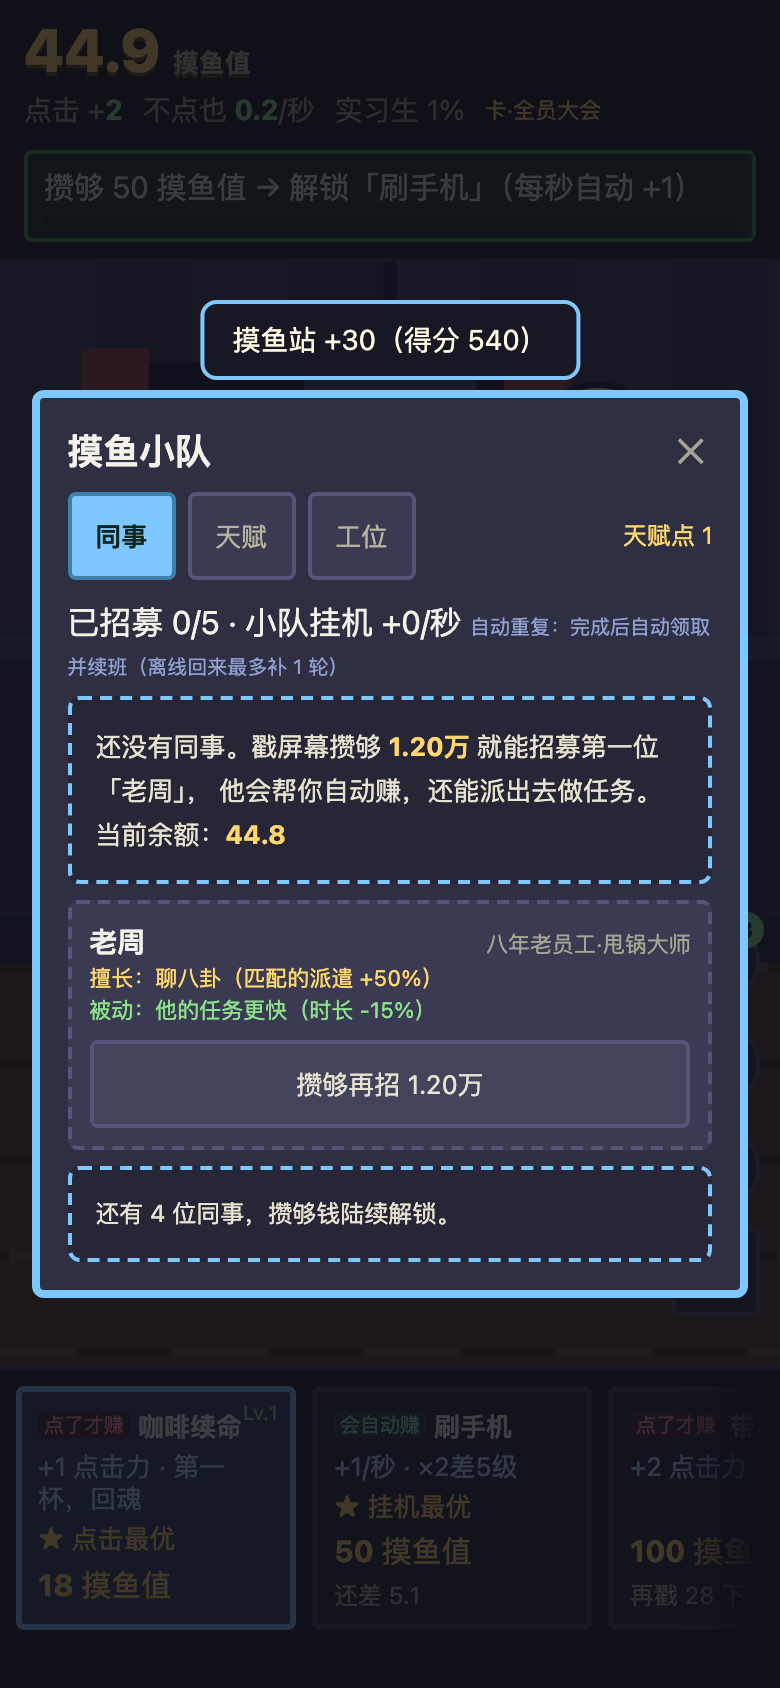 44.9 摸鱼值
点击 +2 不点也 0.2/秒 实习生 1% 卡·全员大会
攒够 50 摸鱼值 → 解锁「刷手机」（每秒自动 +1）
摸鱼站 +30（得分 540）
摸鱼小队
同事 天赋 工位 天赋点 1
已招募 0/5 · 小队挂机 +0/秒 自动重复：完成后自动领取
并续班（离线回来最多补 1 轮）
还没有同事。戳屏幕攒够 1.20万 就能招募第一位
「老周」，他会帮你自动赚，还能派出去做任务。
当前余额：44.8
老周 八年老员工·甩锅大师
擅长：聊八卦（匹配的派遣 +50%）
被动：他的任务更快（时长 -15%）
攒够再招 1.20万
还有 4 位同事，攒够钱陆续解锁。
点了才赚 咖啡续命 Lv.1
+1 点击力 · 第一
杯，回魂
★ 点击最优
18 摸鱼值
会自动赚 刷手机
+1/秒 · ×2差5级
★ 挂机最优
50 摸鱼值
还差 5.1
点了才赚 带
+2 点击力
100 摸鱼
再戳 28 下